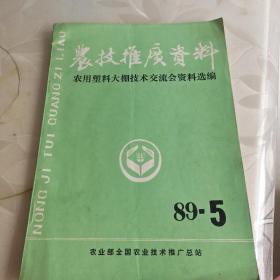 农技推广资料
农用塑料大棚技术交流会资料选编
NONG JI TUI GUANG ZI LIAO
89-5
农业部全国农业技术推广总站